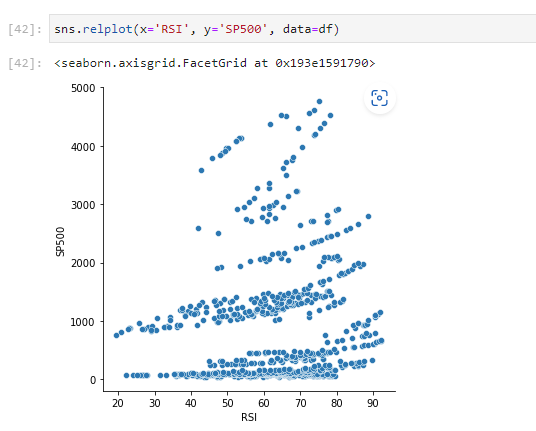 [42]: sns.relplot(x='RSI', y='SP500', data=df)
[42]: <seaborn.axisgrid.FacetGrid at 0x193e1591790>
5000
4000
3000
2000
1000
0
SP500
20 30 40 50 60 70 80 90
RSI